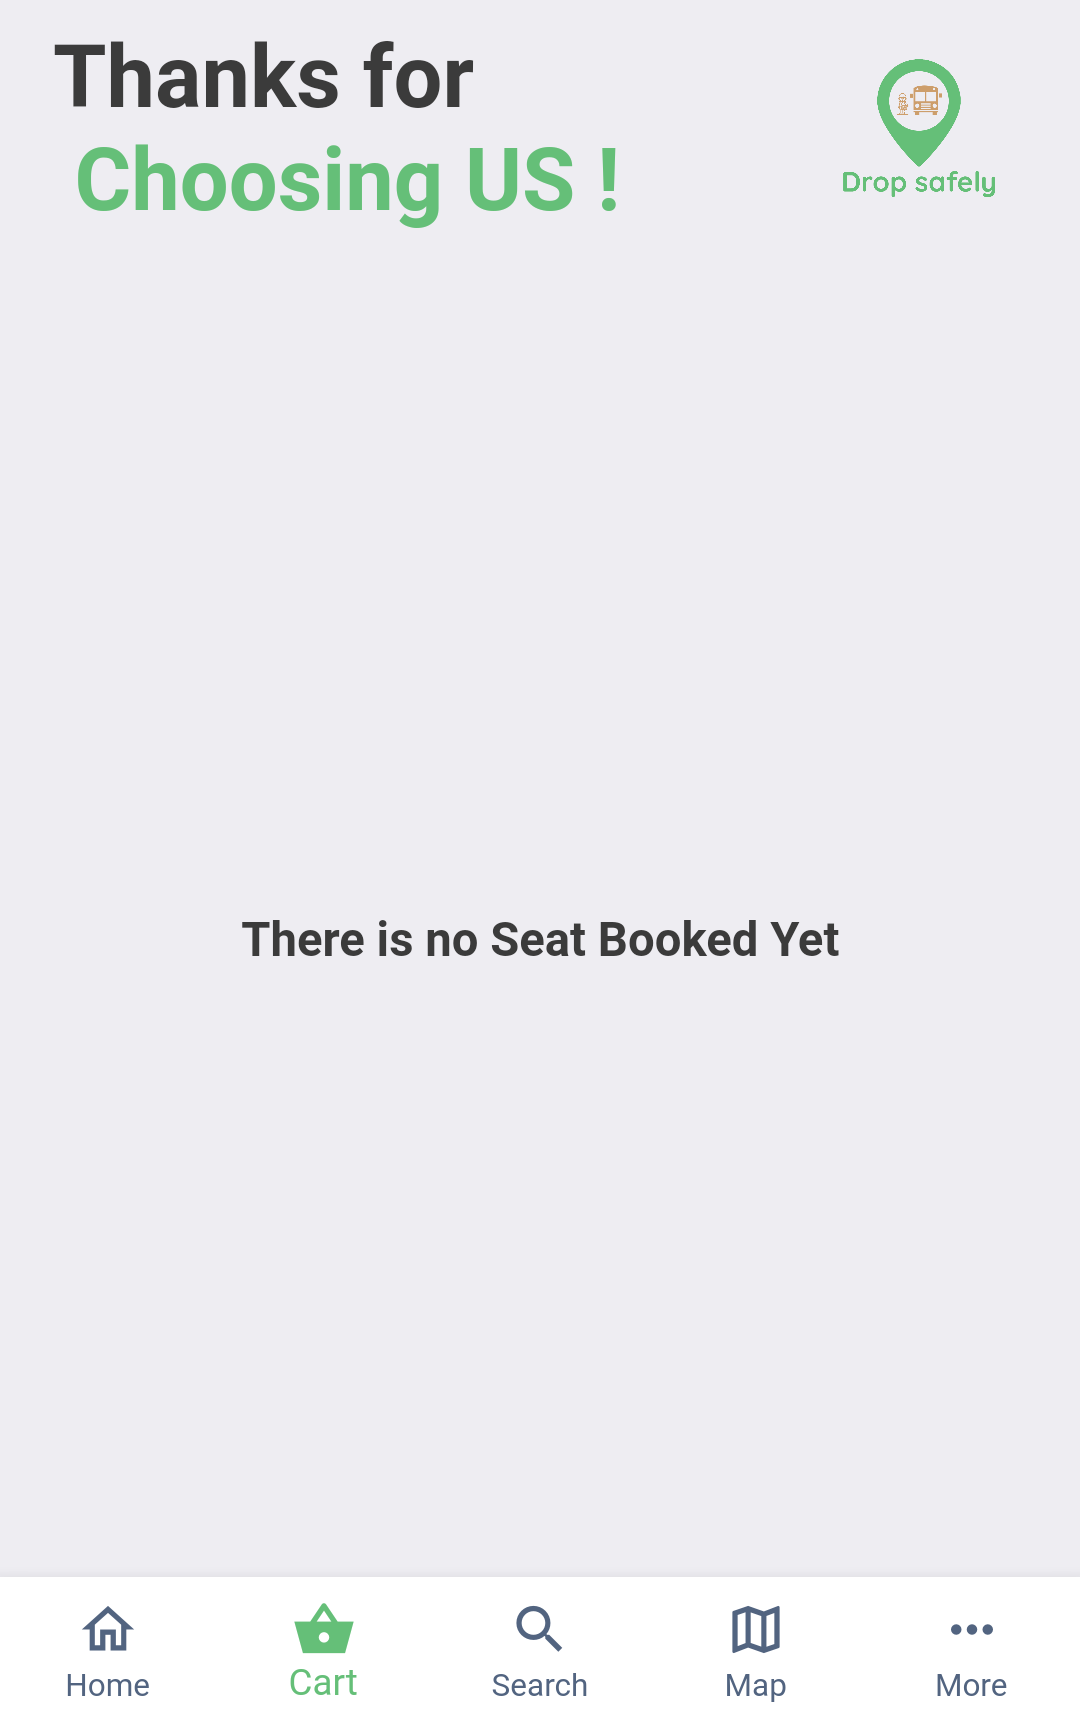 Thanks for
Choosing US !
Drop safely
There is no Seat Booked Yet
Home
Cart
Search
Map
More